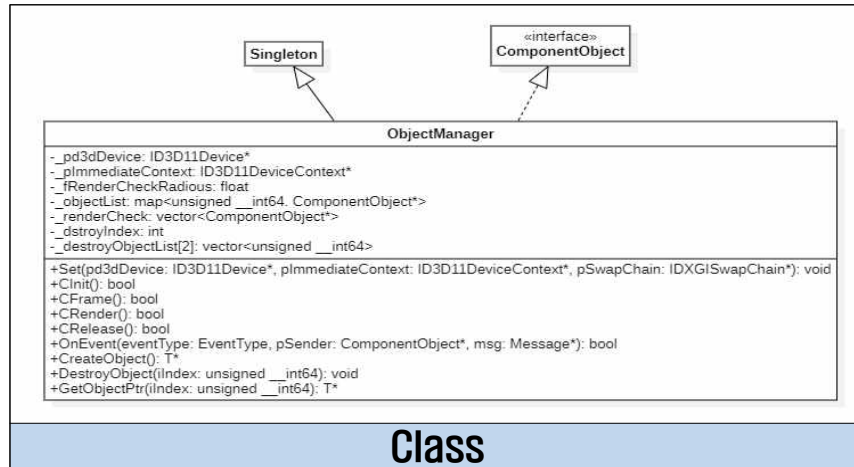 Singleton
«interface»
ComponentObject
ObjectManager
-_pd3dDevice: ID3D11Device*
-_pImmediateContext: ID3D11DeviceContext*
-_fRenderCheckRadious: float
-_objectList: map<unsigned __int64. ComponentObject*>
-_renderCheck: vector<ComponentObject*>
-_dstroyIndex: int
-_destroyObjectList[2]: vector<unsigned __int64>
+Set(pd3dDevice: ID3D11Device*, pImmediateContext: ID3D11DeviceContext*, pSwapChain: IDXGISwapChain*): void
+CInit(): bool
+CFrame(): bool
+CRender(): bool
+CRelease(): bool
+OnEvent(eventType: EventType, pSender: ComponentObject*, msg: Message*): bool
+CreateObject(): T*
+DestroyObject(iIndex: unsigned __int64): void
+GetObjectPtr(iIndex: unsigned __int64): T*
Class